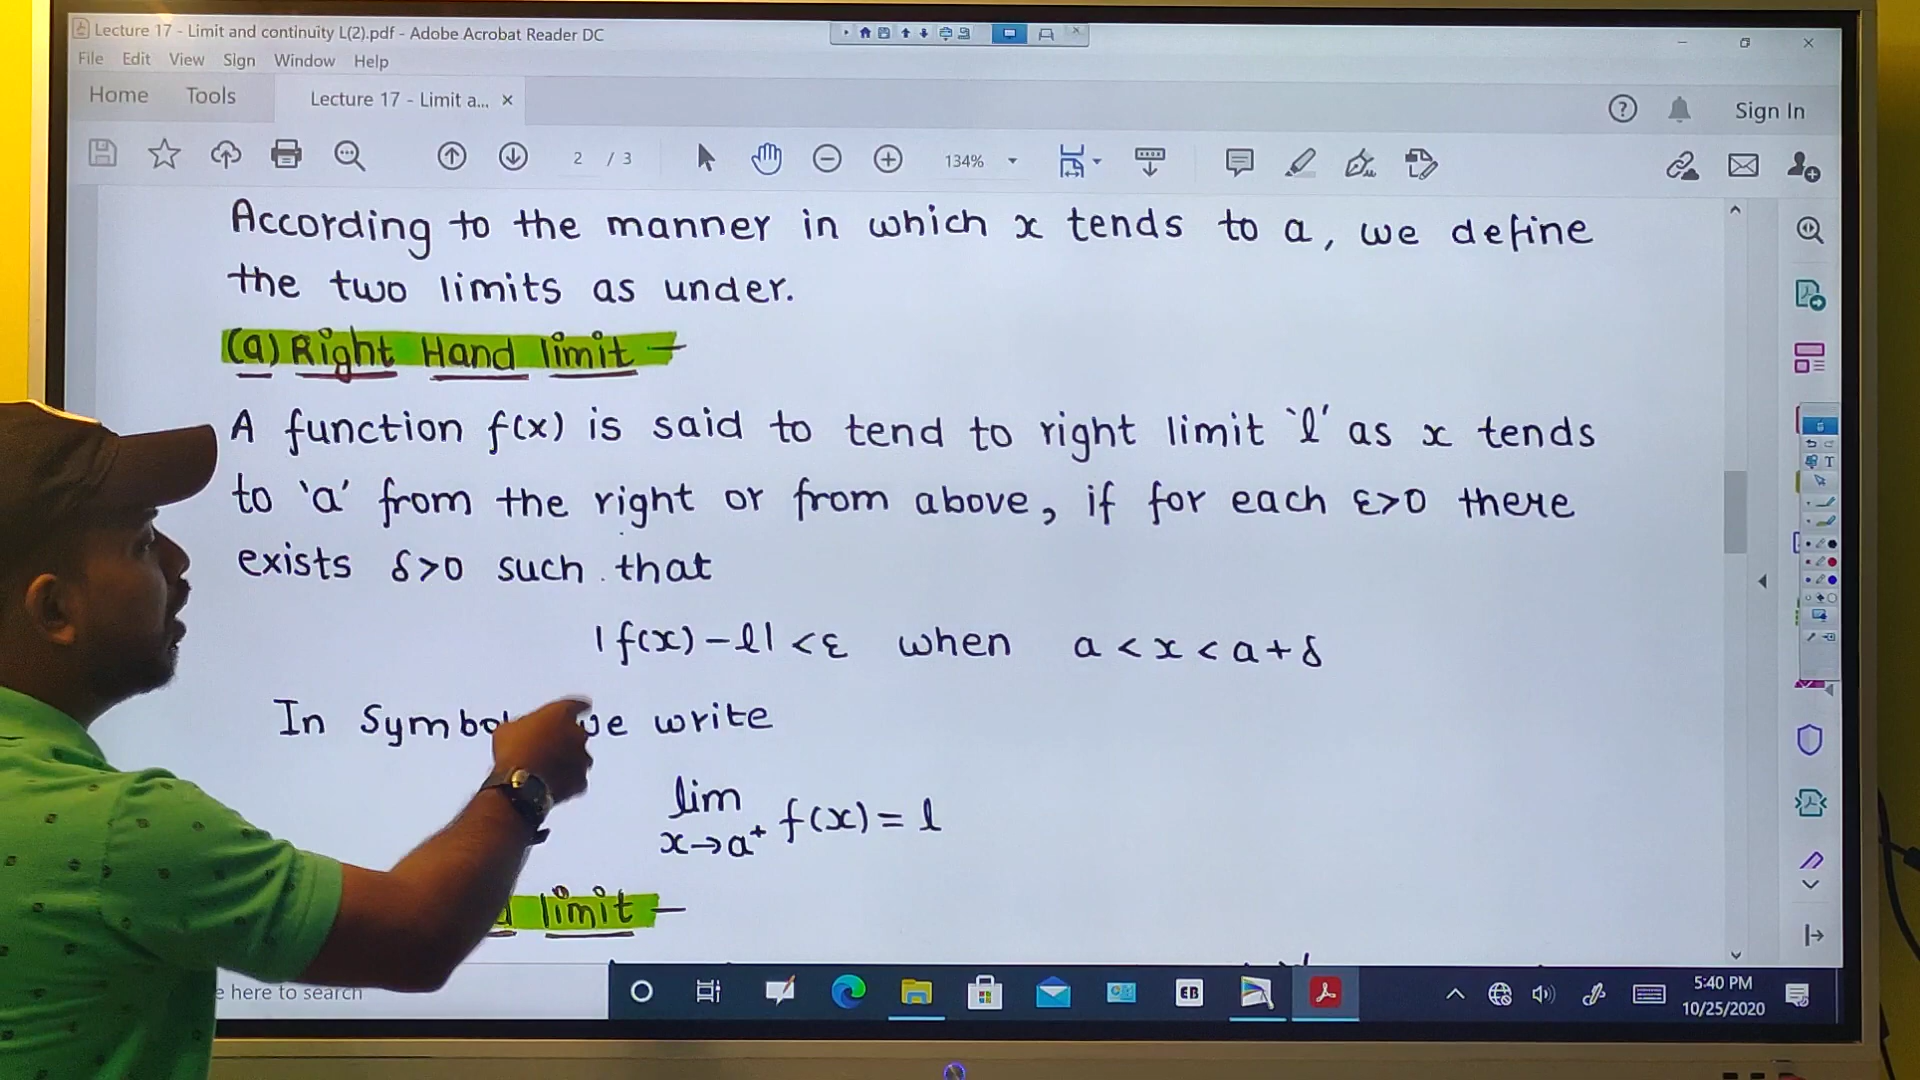 Lecture 17 - Limit and continuity L(2).pdf - Adobe Acrobat Reader DC
File Edit View Sign Window Help
Home Tools Lecture 17 - Limit a... × Sign In
2 / 3 134%
According to the manner in which x tends to a, we define
the two limits as under.
(a) Right Hand limit -
A function f(x) is said to tend to right limit 'l' as x tends
to 'a' from the right or from above, if for each ε>0 there
exists δ>0 such that
|f(x)-l|<ε when a<x<a+δ
In we write
lim f(x)=l
x→a⁺
limit -
here to search
EB
5:40 PM
10/25/2020